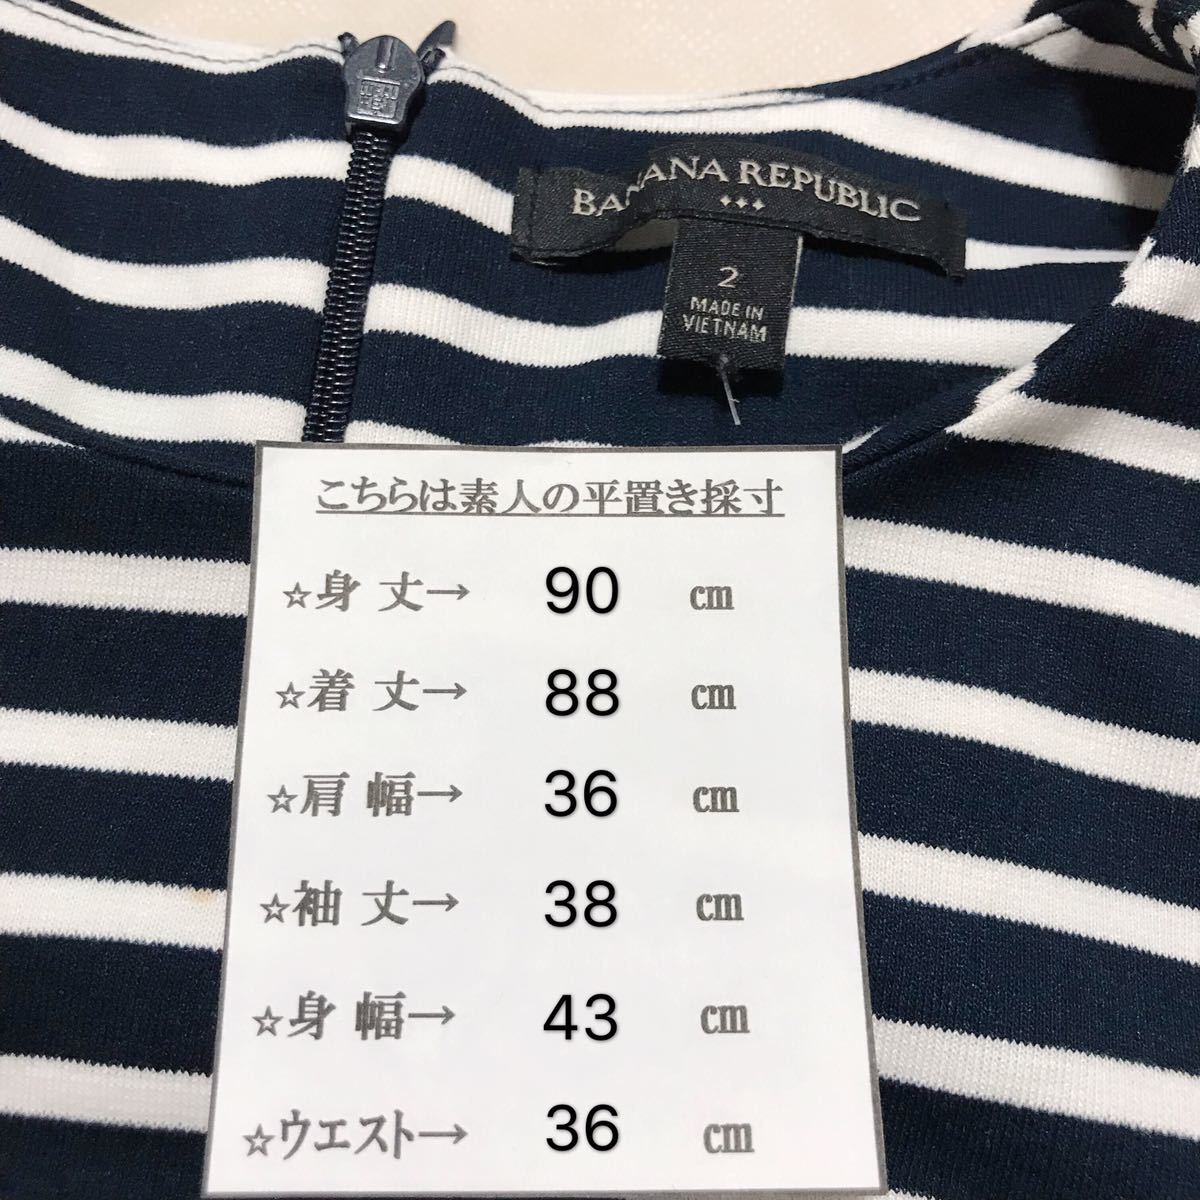 BANANA REPUBLIC
2
MADE IN
VIETNAM
こちらは素人の平置き採寸
☆身 丈→ 90 ㎝
☆着 丈→ 88 ㎝
☆肩 幅→ 36 ㎝
☆袖 丈→ 38 ㎝
☆身 幅→ 43 ㎝
☆ウエスト→ 36 ㎝